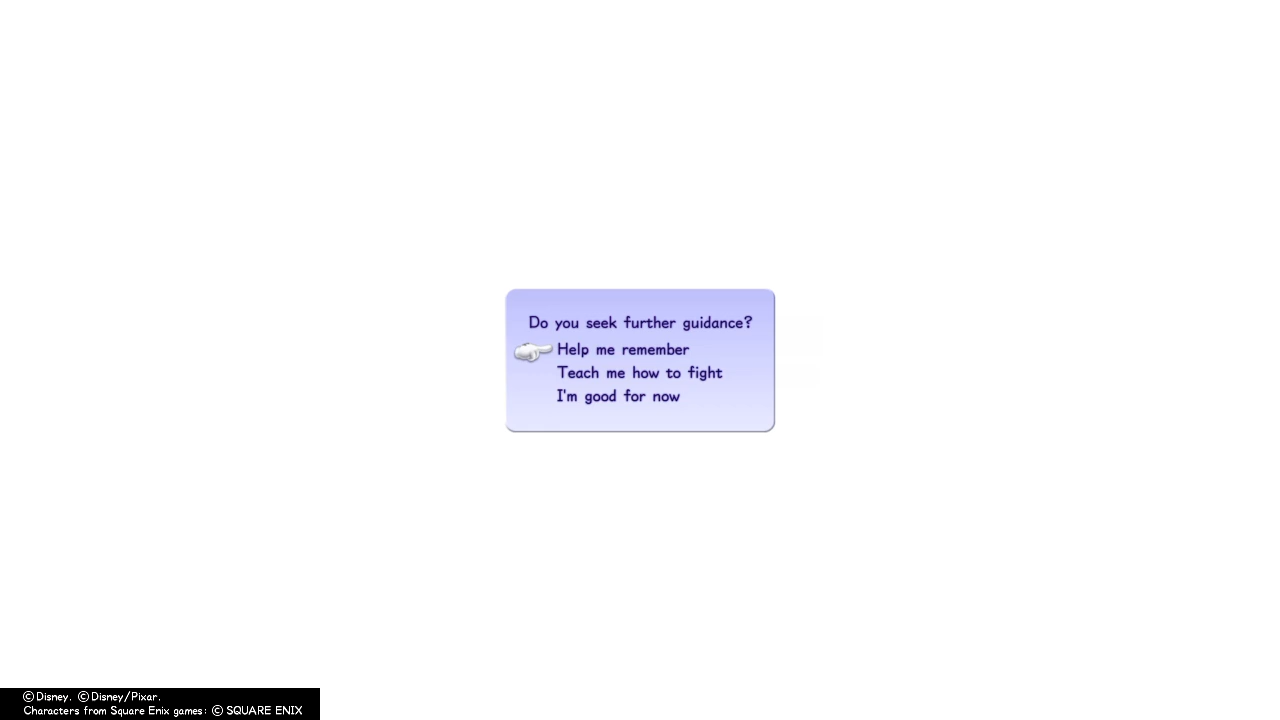 Do you seek further guidance?
Help me remember
Teach me how to fight
I'm good for now
©Disney. ©Disney/Pixar.
Characters from Square Enix games: © SQUARE ENIX